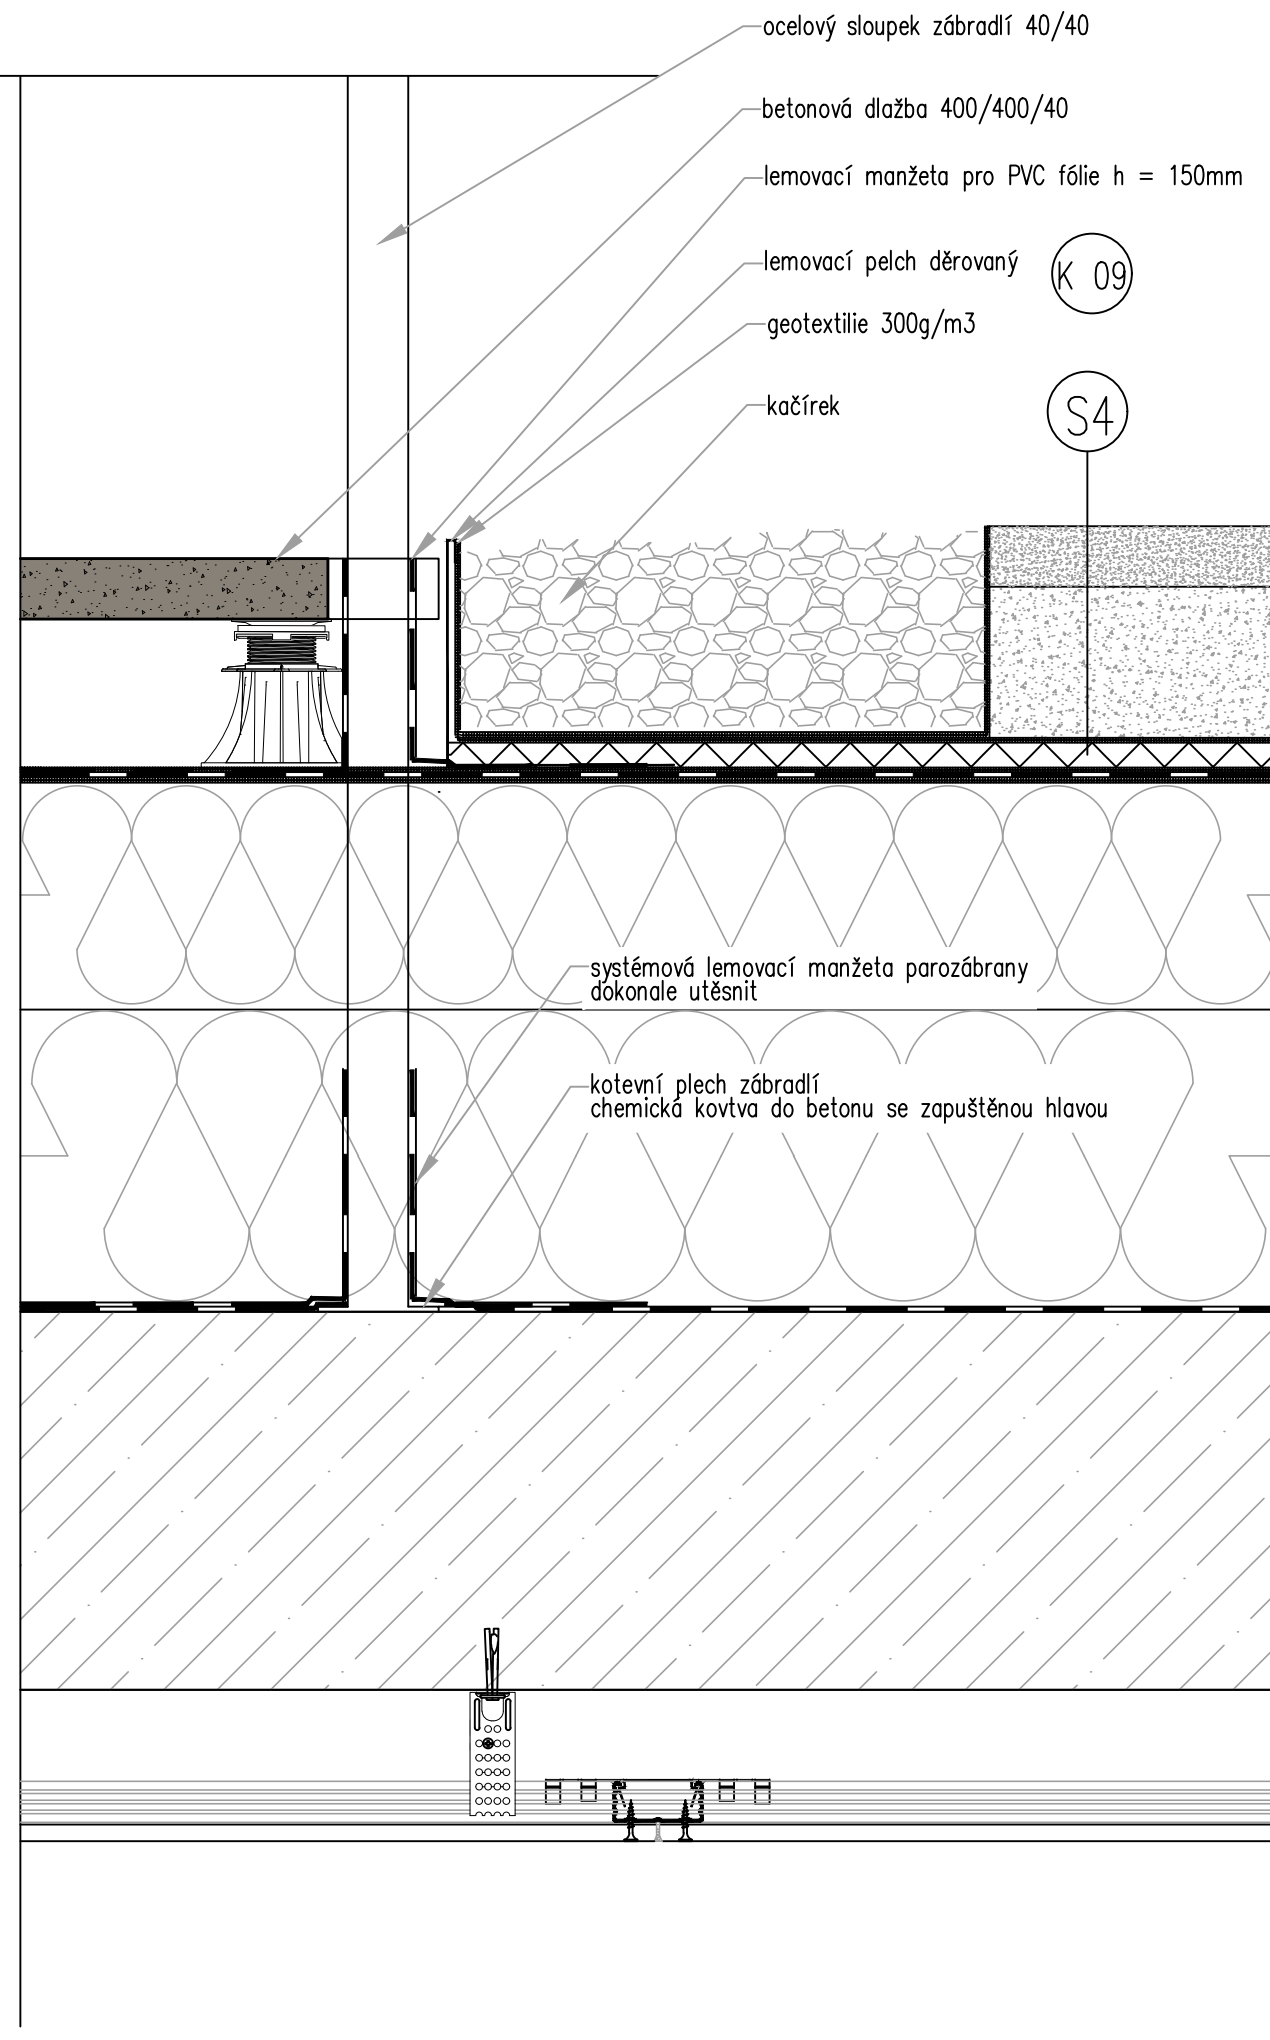 ocelový sloupek zábradlí 40/40
betonová dlažba 400/400/40
lemovací manžeta pro PVC fólie h = 150mm
lemovací pelch děrovaný
K 09
geotextilie 300g/m3
kačírek
S4
systémová lemovací manžeta parozábrany
dokonale utěsnit
kotevní plech zábradlí
chemická kovtva do betonu se zapuštěnou hlavou